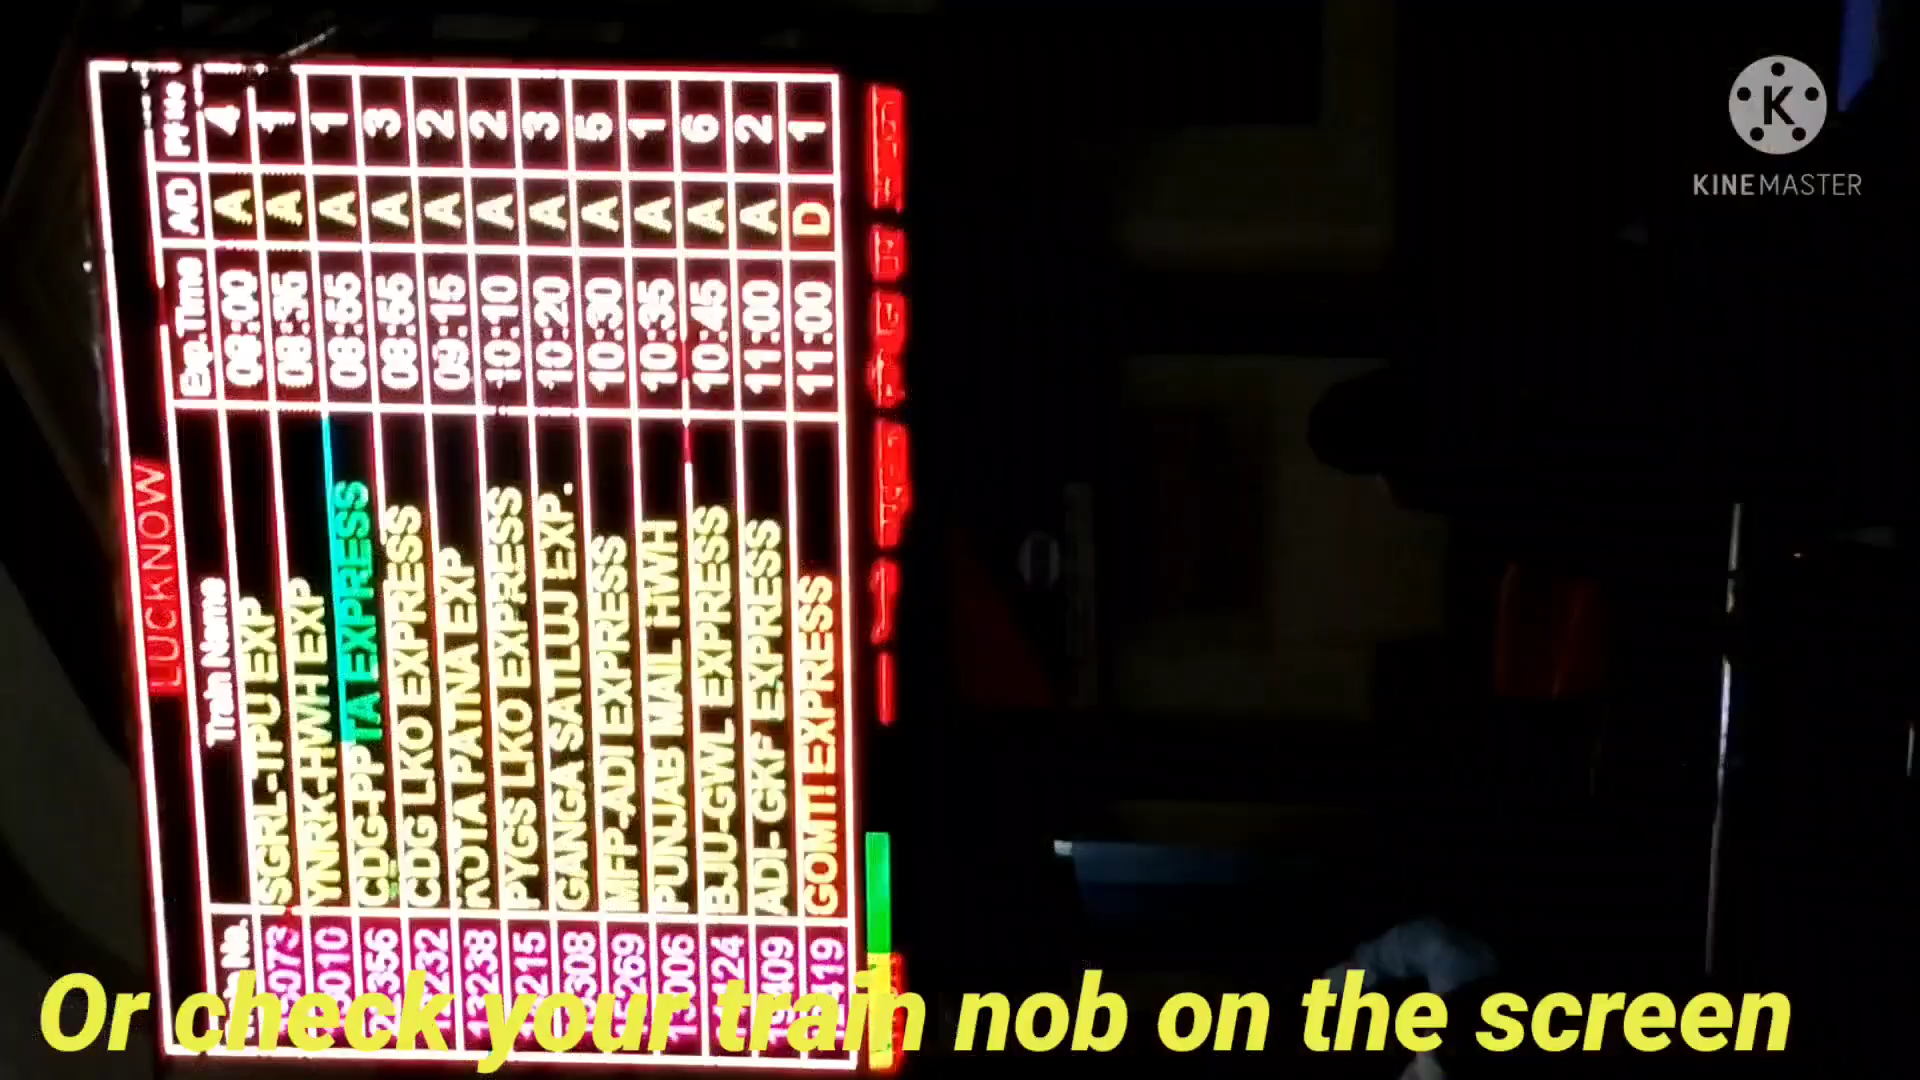 LUCKNOW
Train Name Exp. Time A/D Pf No
SGRL-TPU EXP 08:00 A 4
YNRK-HWH EXP 08:35 A 1
CDG-PPTA EXPRESS 08:55 A 1
CDG LKO EXPRESS 08:55 A 3
13238 KOTA PATNA EXP 09:15 A 2
PYGS LKO EXPRESS 10:10 A 2
GANGA SATLUJ EXP. 10:20 A 3
15269 MFP-ADI EXPRESS 10:30 A 5
13006 PUNJAB MAIL HWH 10:35 A 1
BJU-GWL EXPRESS 10:45 A 6
ADI-GKF EXPRESS 11:00 A 2
GOMTI EXPRESS 11:00 D 1
KINEMASTER
Or check your train nob on the screen